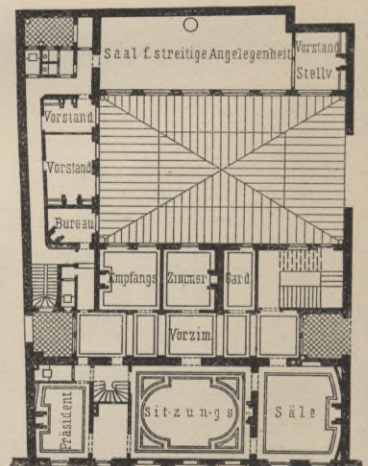 Saal f. streitige Angelegenheit
Vorstand
Stellv.
Vorstand
Vorstand
Bureau
Empfangs Zimmer Gard.
Vorzim.
Präsident Sitzungs Säle